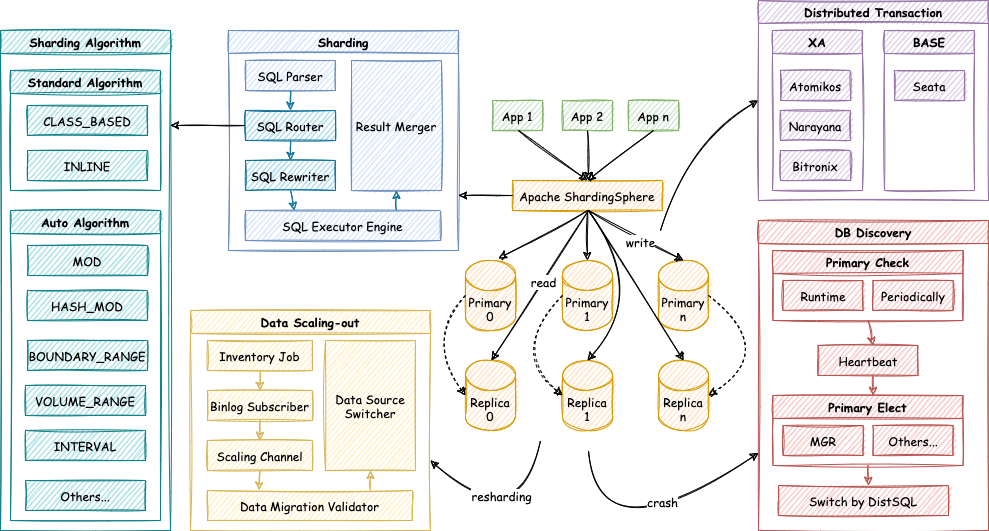 Sharding Algorithm
Standard Algorithm
CLASS_BASED
INLINE
Auto Algorithm
MOD
HASH_MOD
BOUNDARY_RANGE
VOLUME_RANGE
INTERVAL
Others...
Sharding
SQL Parser
SQL Router
SQL Rewriter
Result Merger
SQL Executor Engine
App 1
App 2
App n
Apache ShardingSphere
write
read
Primary
0
Primary
1
Primary
n
Replica
0
Replica
1
Replica
n
resharding
crash
Data Scaling-out
Inventory Job
Binlog Subscriber
Scaling Channel
Data Source
Switcher
Data Migration Validator
Distributed Transaction
XA
Atomikos
Narayana
Bitronix
BASE
Seata
DB Discovery
Primary Check
Runtime
Periodically
Heartbeat
Primary Elect
MGR
Others...
Switch by DistSQL